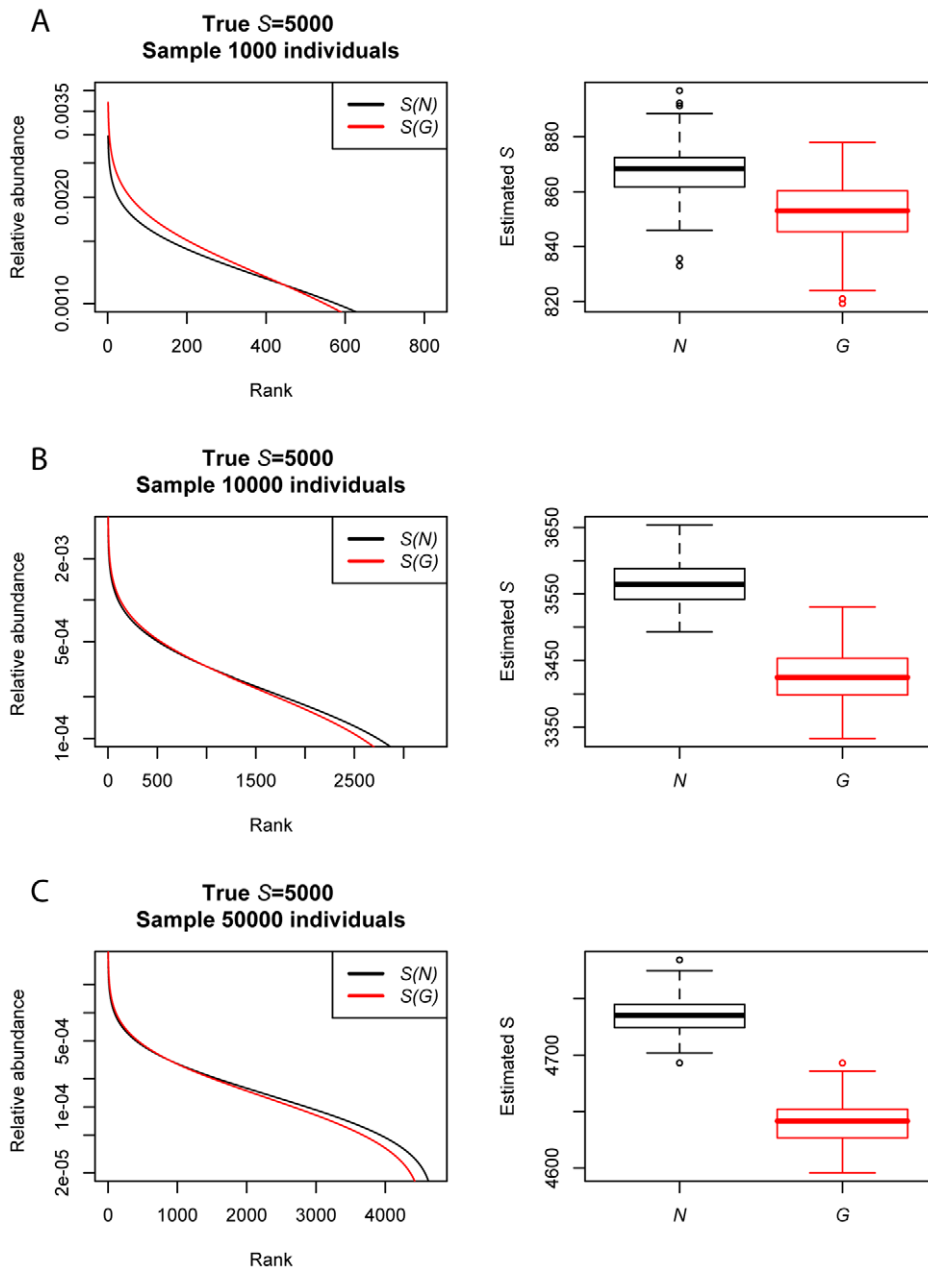 A
True S=5000
Sample 1000 individuals
S(N)
S(G)
Relative abundance
0.0035
0.0020
0.0010
0 200 400 600 800
Rank
Estimated S
880
860
840
820
N G
B
True S=5000
Sample 10000 individuals
S(N)
S(G)
Relative abundance
2e-03
5e-04
1e-04
0 500 1500 2500
Rank
Estimated S
3650
3550
3450
3350
N G
C
True S=5000
Sample 50000 individuals
S(N)
S(G)
Relative abundance
5e-04
1e-04
2e-05
0 1000 2000 3000 4000
Rank
Estimated S
4700
4600
N G